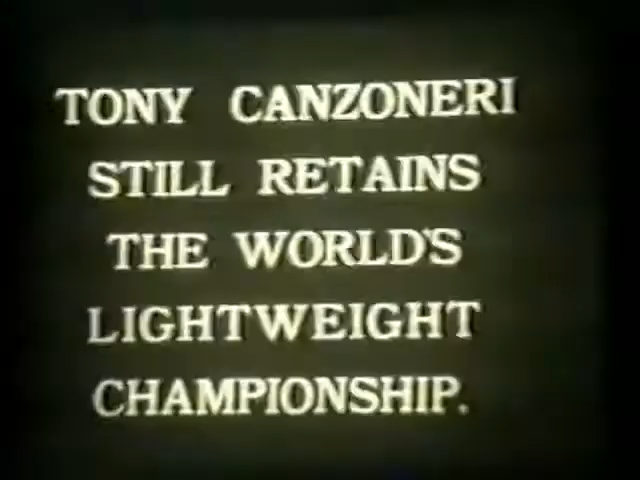 TONY CANZONERI
STILL RETAINS
THE WORLD'S
LIGHTWEIGHT
CHAMPIONSHIP.